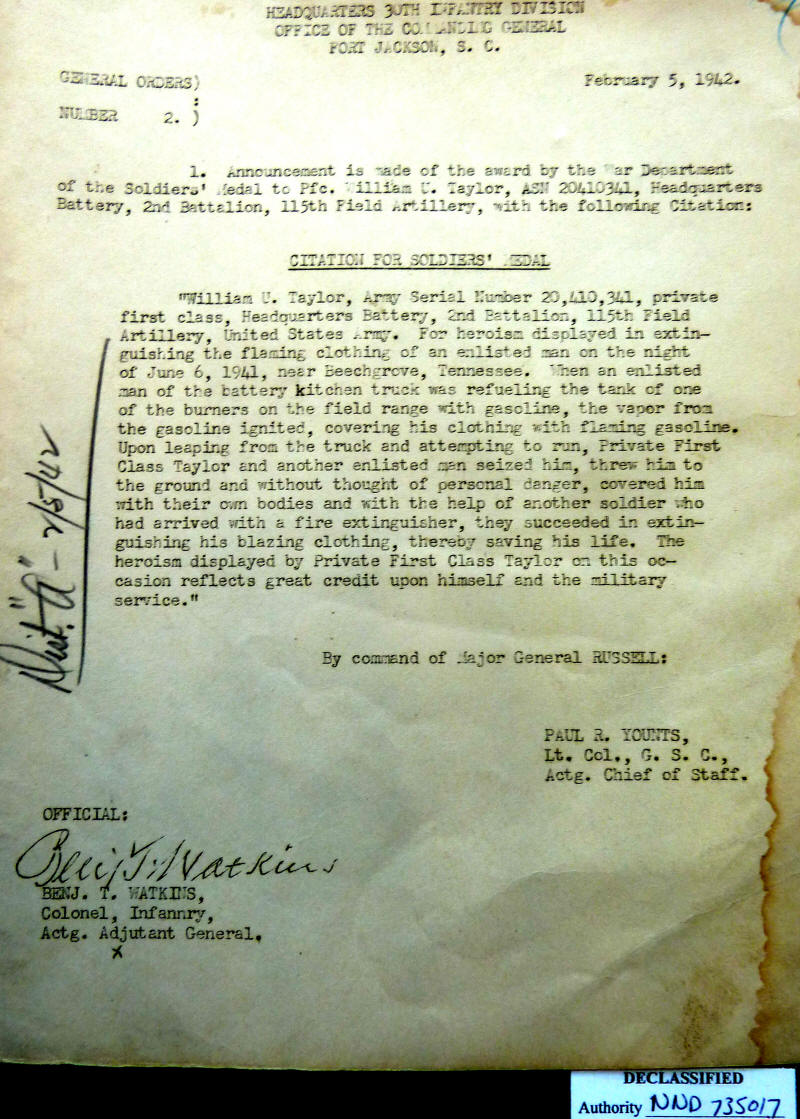 HEADQUARTERS 30TH INFANTRY DIVISION
OFFICE OF THE COMMANDING GENERAL
FORT JACKSON, S. C.
GENERAL ORDERS)
:
NUMBER 2. )
February 5, 1942.
1. Announcement is made of the award by the War Department
of the Soldiers' Medal to Pfc. William U. Taylor, ASN 20410341, Headquarters
Battery, 2nd Battalion, 115th Field Artillery, with the following Citation:
CITATION FOR SOLDIERS' MEDAL
"William U. Taylor, Army Serial Number 20,410,341, private
first class, Headquarters Battery, 2nd Battalion, 115th Field
Artillery, United States Army. For heroism displayed in extin-
guishing the flaming clothing of an enlisted man on the night
of June 6, 1941, near Beechgrove, Tennessee. When an enlisted
man of the battery kitchen truck was refueling the tank of one
of the burners on the field range with gasoline, the vapor from
the gasoline ignited, covering his clothing with flaming gasoline.
Upon leaping from the truck and attempting to run, Private First
Class Taylor and another enlisted man seized him, threw him to
the ground and without thought of personal danger, covered him
with their own bodies and with the help of another soldier who
had arrived with a fire extinguisher, they succeeded in extin-
guishing his blazing clothing, thereby saving his life. The
heroism displayed by Private First Class Taylor on this oc-
casion reflects great credit upon himself and the military
service."
Dist. "A" - 2/5/42
By command of Major General RUSSELL:
PAUL R. YOUNTS,
Lt. Col., G. S. C.,
Actg. Chief of Staff.
OFFICIAL:
Benj. T. Watkins
BENJ. T. WATKINS,
Colonel, Infannry,
Actg. Adjutant General.
x
DECLASSIFIED
Authority NND 735017